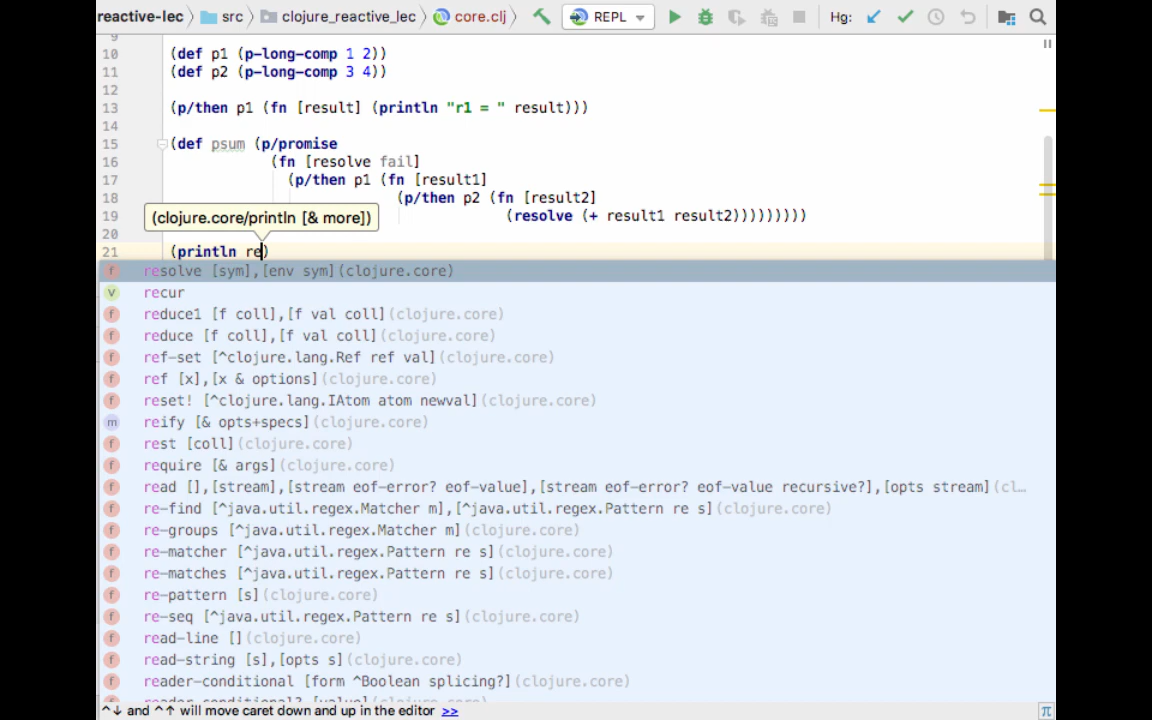 reactive-lec src clojure_reactive_lec core.clj REPL Hg:
9
10 (def p1 (p-long-comp 1 2))
11 (def p2 (p-long-comp 3 4))
12
13 (p/then p1 (fn [result] (println "r1 = " result)))
14
15 (def psum (p/promise
16 (fn [resolve fail]
17 (p/then p1 (fn [result1]
18 (p/then p2 (fn [result2]
19 (resolve (+ result1 result2)))))))))
(clojure.core/println [& more])
20
21 (println re)
f resolve [sym],[env sym](clojure.core)
v recur
f reduce1 [f coll],[f val coll](clojure.core)
f reduce [f coll],[f val coll](clojure.core)
f ref-set [^clojure.lang.Ref ref val](clojure.core)
f ref [x],[x & options](clojure.core)
f reset! [^clojure.lang.IAtom atom newval](clojure.core)
m reify [& opts+specs](clojure.core)
f rest [coll](clojure.core)
f require [& args](clojure.core)
f read [],[stream],[stream eof-error? eof-value],[stream eof-error? eof-value recursive?],[opts stream](cl…
f re-find [^java.util.regex.Matcher m],[^java.util.regex.Pattern re s](clojure.core)
f re-groups [^java.util.regex.Matcher m](clojure.core)
f re-matcher [^java.util.regex.Pattern re s](clojure.core)
f re-matches [^java.util.regex.Pattern re s](clojure.core)
f re-pattern [s](clojure.core)
f re-seq [^java.util.regex.Pattern re s](clojure.core)
f read-line [](clojure.core)
f read-string [s],[opts s](clojure.core)
f reader-conditional [form ^Boolean splicing?](clojure.core)
f reader-conditional? [value](clojure.core)
^↓ and ^↑ will move caret down and up in the editor >> π